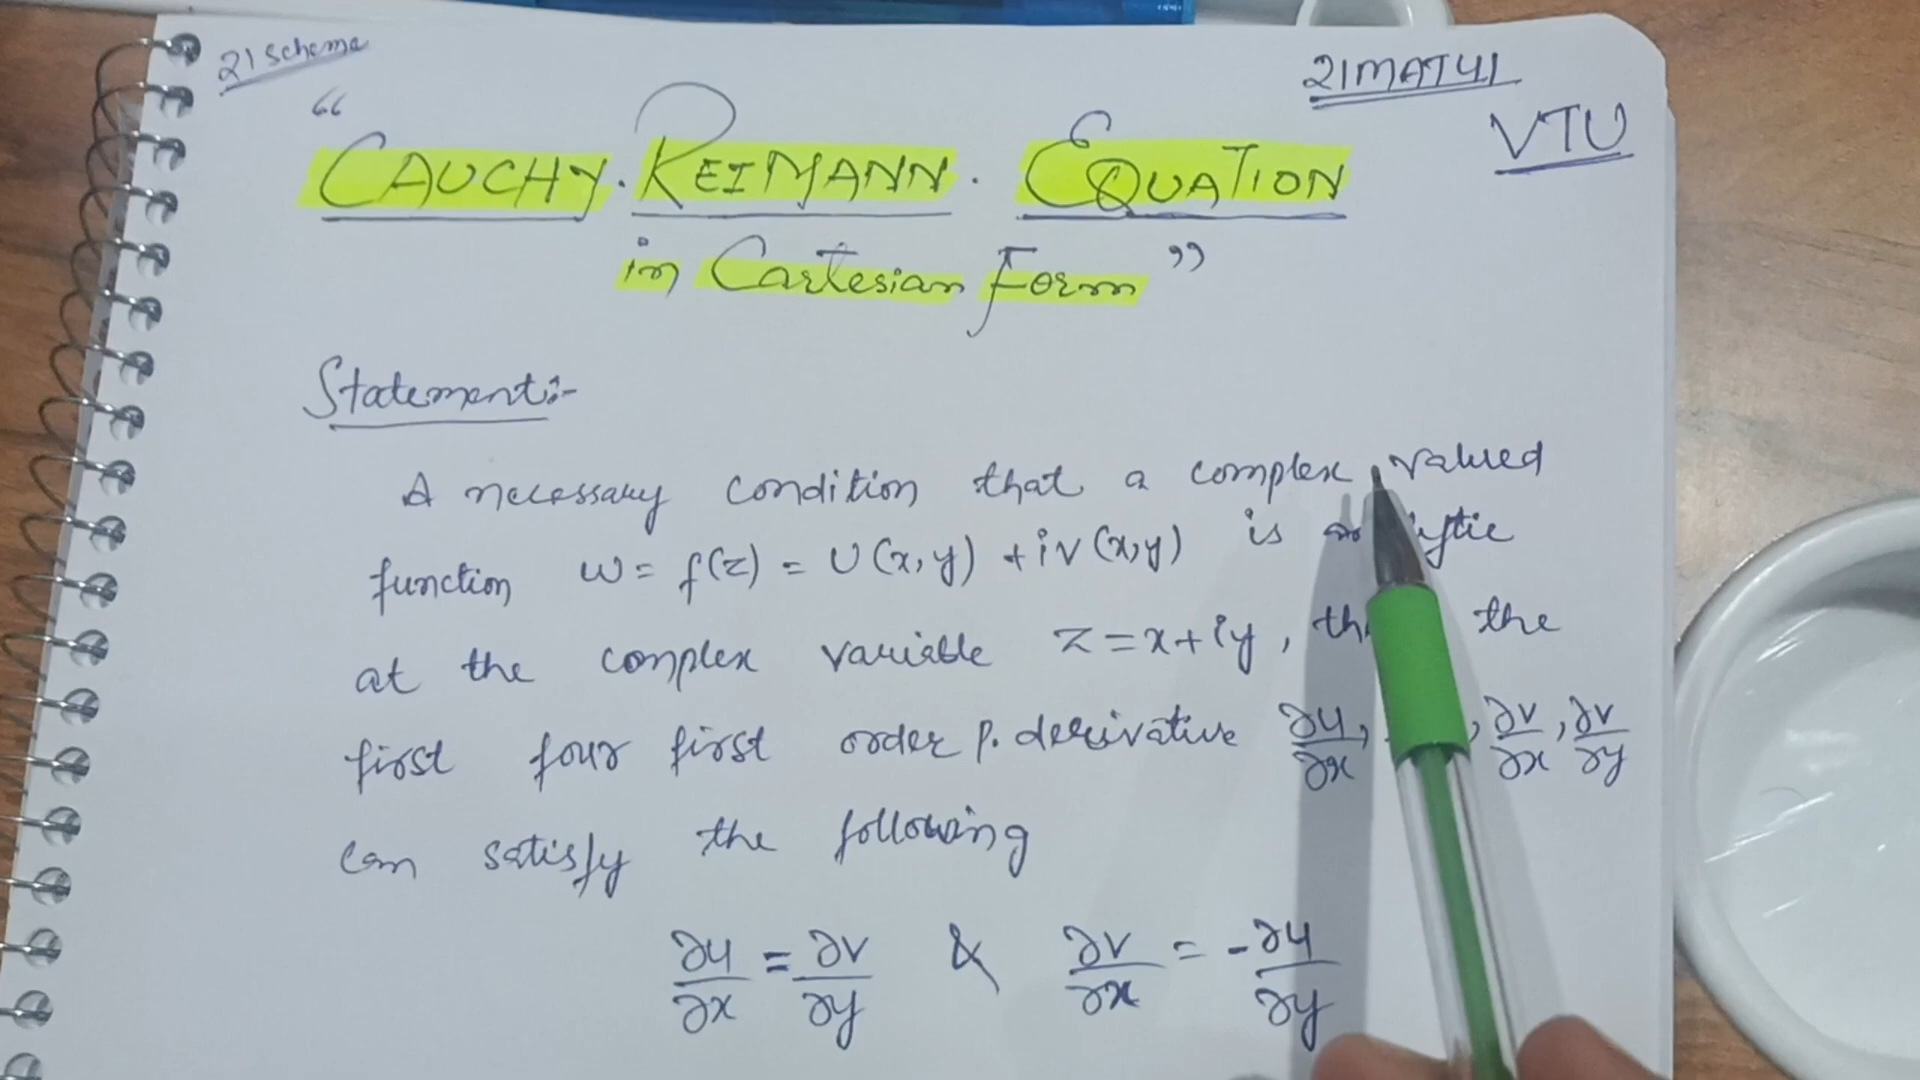 21 Scheme
21MAT41
VTU
“CAUCHY. REIMANN. EQUATION
in Cartesian Form”
Statement:-
A necessary condition that a complex valued
function w = f(z) = U(x,y) + iv(x,y) is
at the complex variable z = x+iy, the
first four first order p. derivative ∂u/∂x, ∂v/∂x, ∂v/∂y
can satisfy the following
∂u/∂x = ∂v/∂y & ∂v/∂x = -∂u/∂y